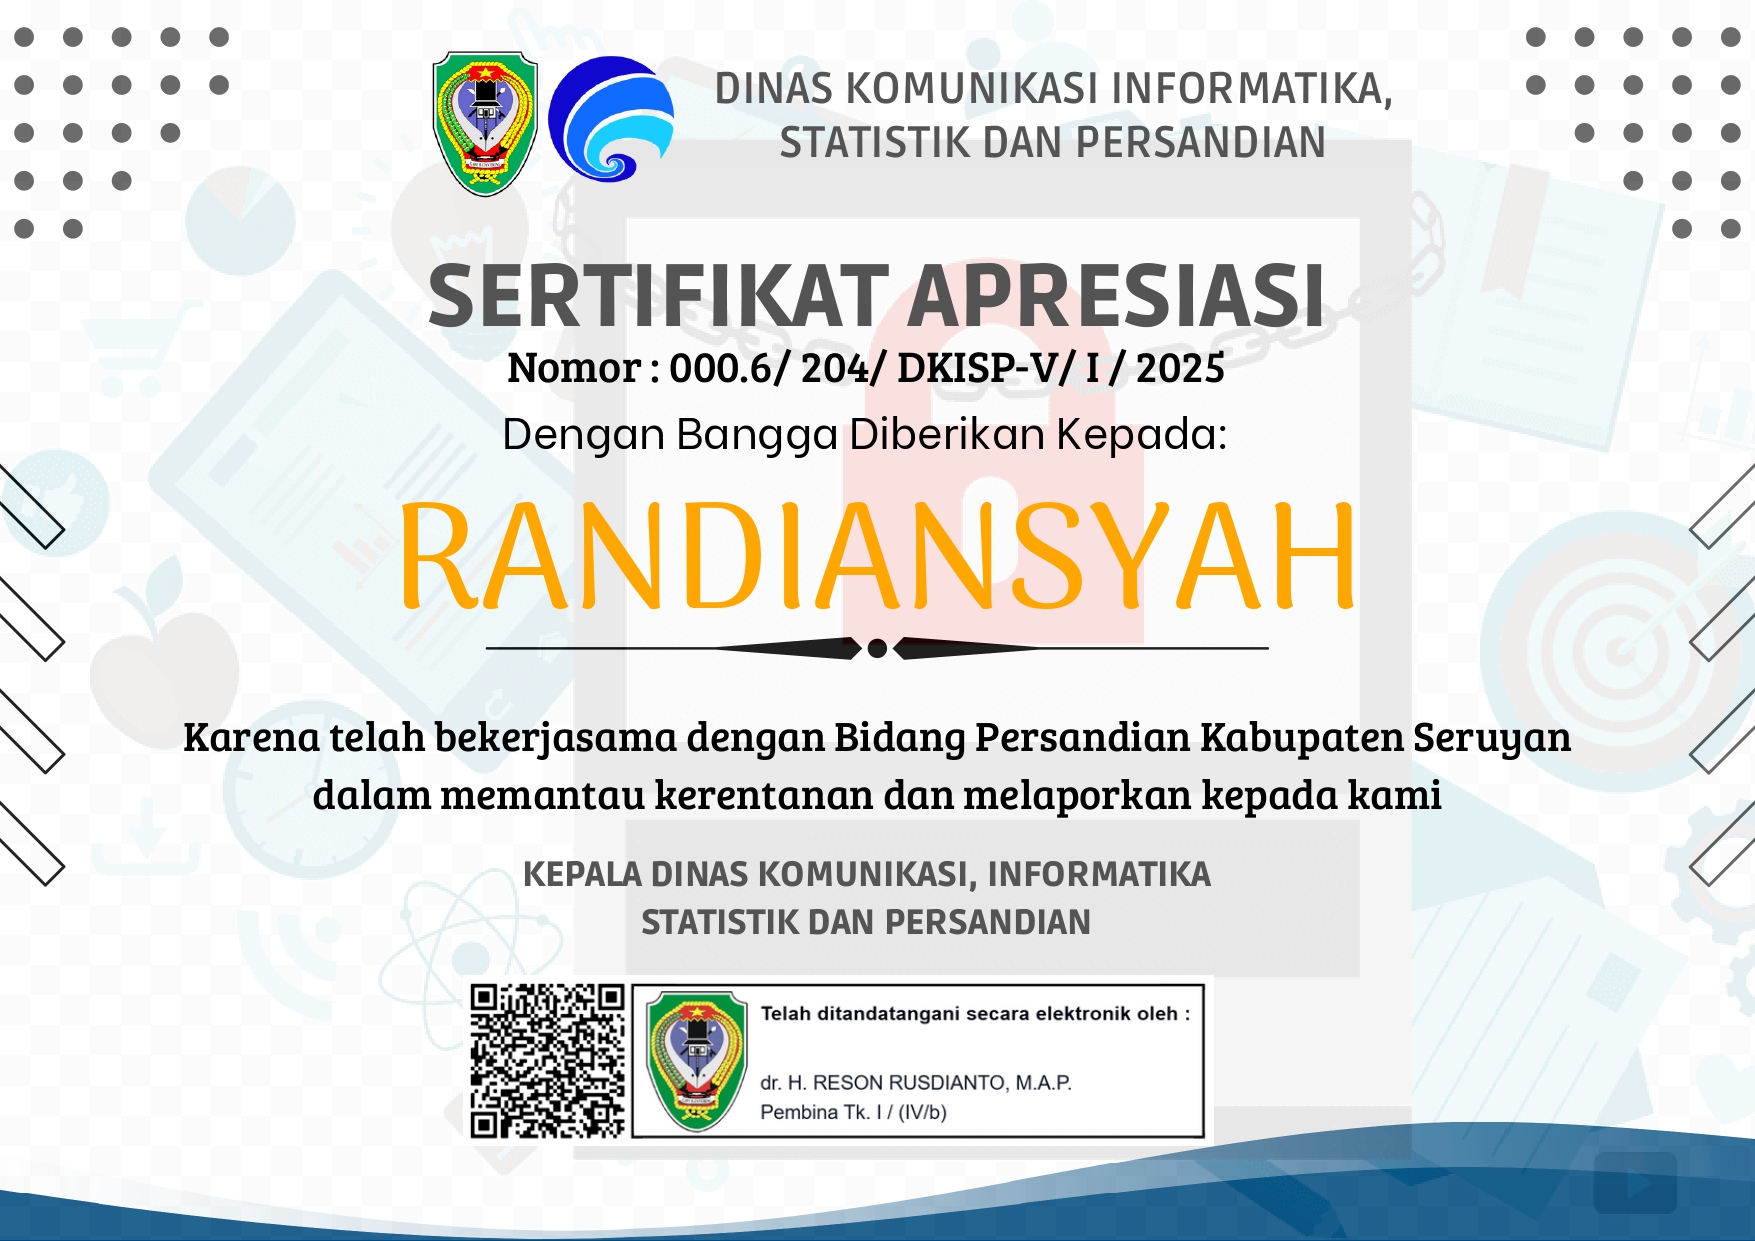 DINAS KOMUNIKASI INFORMATIKA,
STATISTIK DAN PERSANDIAN
SERTIFIKAT APRESIASI
Nomor : 000.6/ 204/ DKISP-V/ I / 2025
Dengan Bangga Diberikan Kepada:
RANDIANSYAH
Karena telah bekerjasama dengan Bidang Persandian Kabupaten Seruyan
dalam memantau kerentanan dan melaporkan kepada kami
KEPALA DINAS KOMUNIKASI, INFORMATIKA
STATISTIK DAN PERSANDIAN
Telah ditandatangani secara elektronik oleh :
dr. H. RESON RUSDIANTO, M.A.P.
Pembina Tk. I / (IV/b)